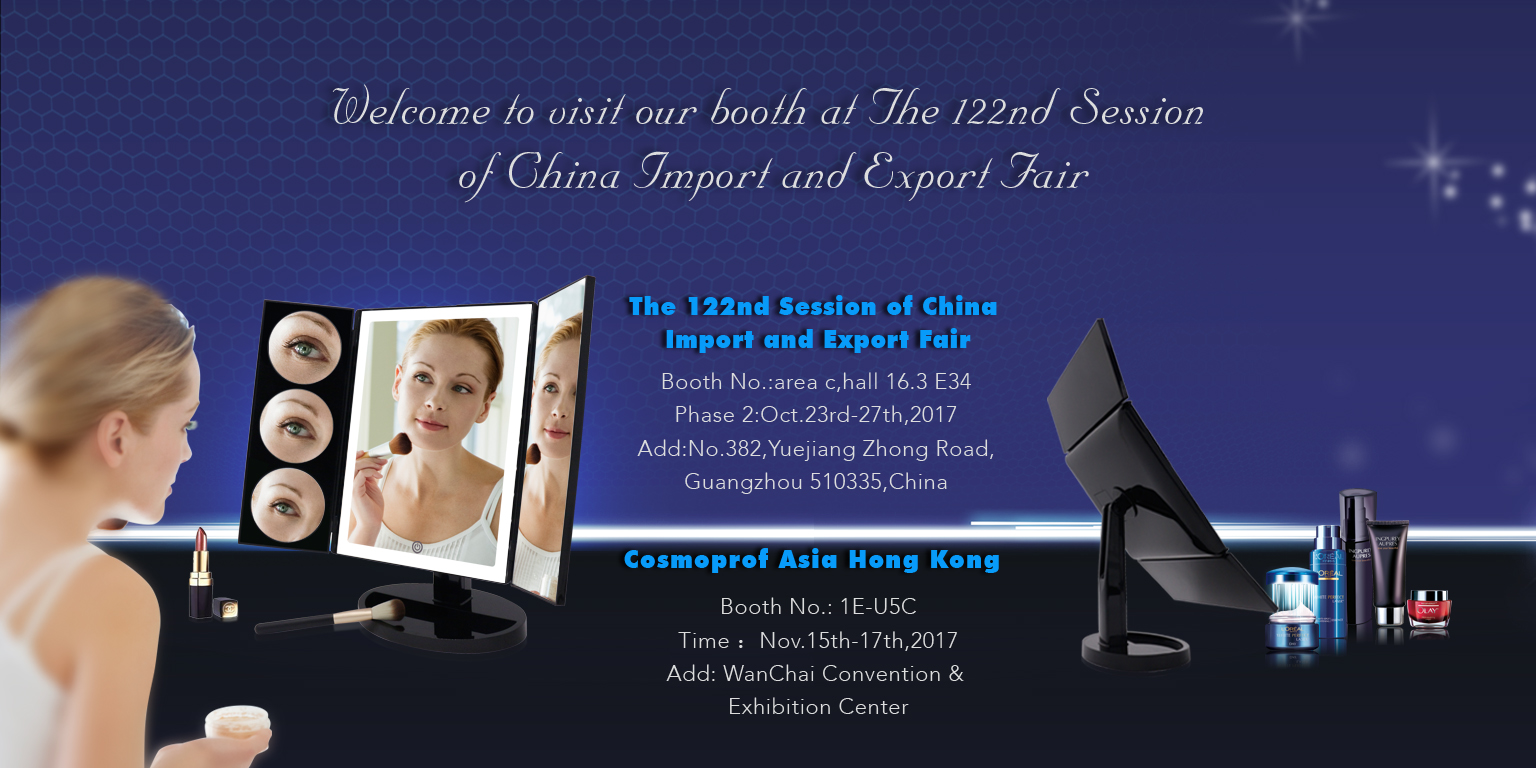 Welcome to visit our booth at The 122nd Session
of China Import and Export Fair
The 122nd Session of China
Import and Export Fair
Booth No.:area c,hall 16.3 E34
Phase 2:Oct.23rd-27th,2017
Add:No.382,Yuejiang Zhong Road,
Guangzhou 510335,China
Cosmoprof Asia Hong Kong
Booth No.: 1E-U5C
Time：Nov.15th-17th,2017
Add: WanChai Convention &
Exhibition Center
OLAY